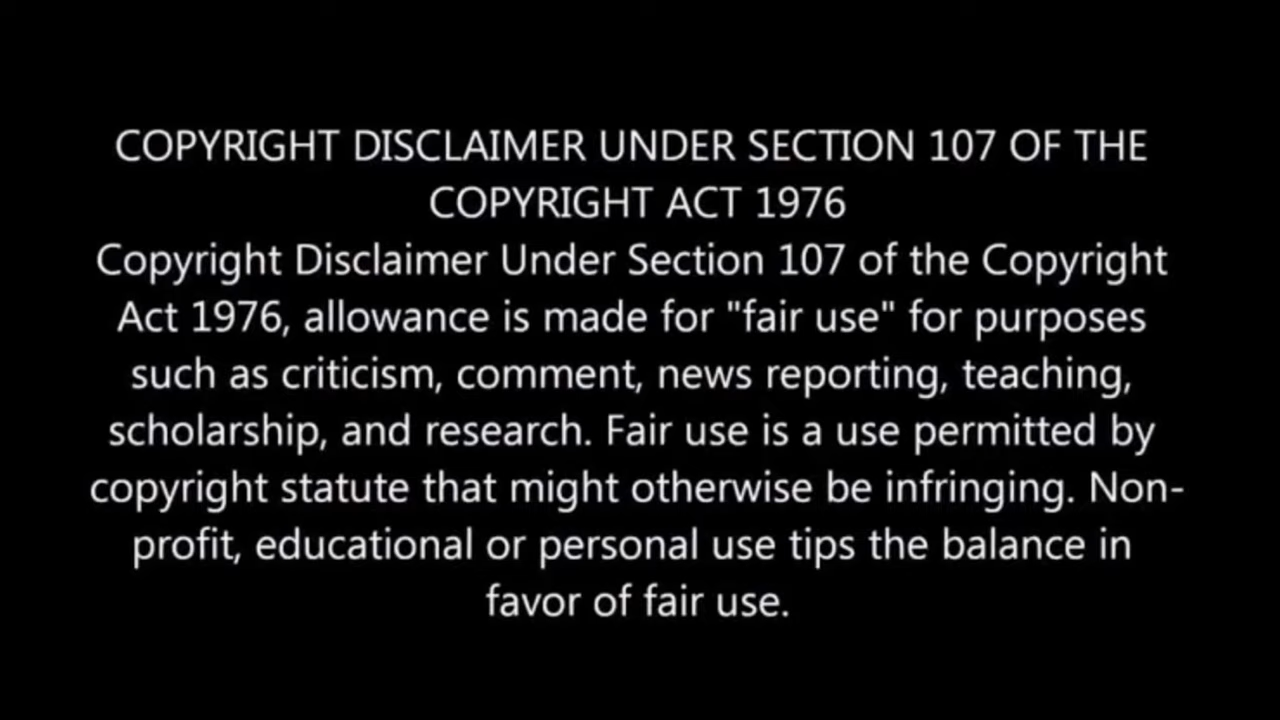 COPYRIGHT DISCLAIMER UNDER SECTION 107 OF THE
COPYRIGHT ACT 1976
Copyright Disclaimer Under Section 107 of the Copyright
Act 1976, allowance is made for "fair use" for purposes
such as criticism, comment, news reporting, teaching,
scholarship, and research. Fair use is a use permitted by
copyright statute that might otherwise be infringing. Non-
profit, educational or personal use tips the balance in
favor of fair use.